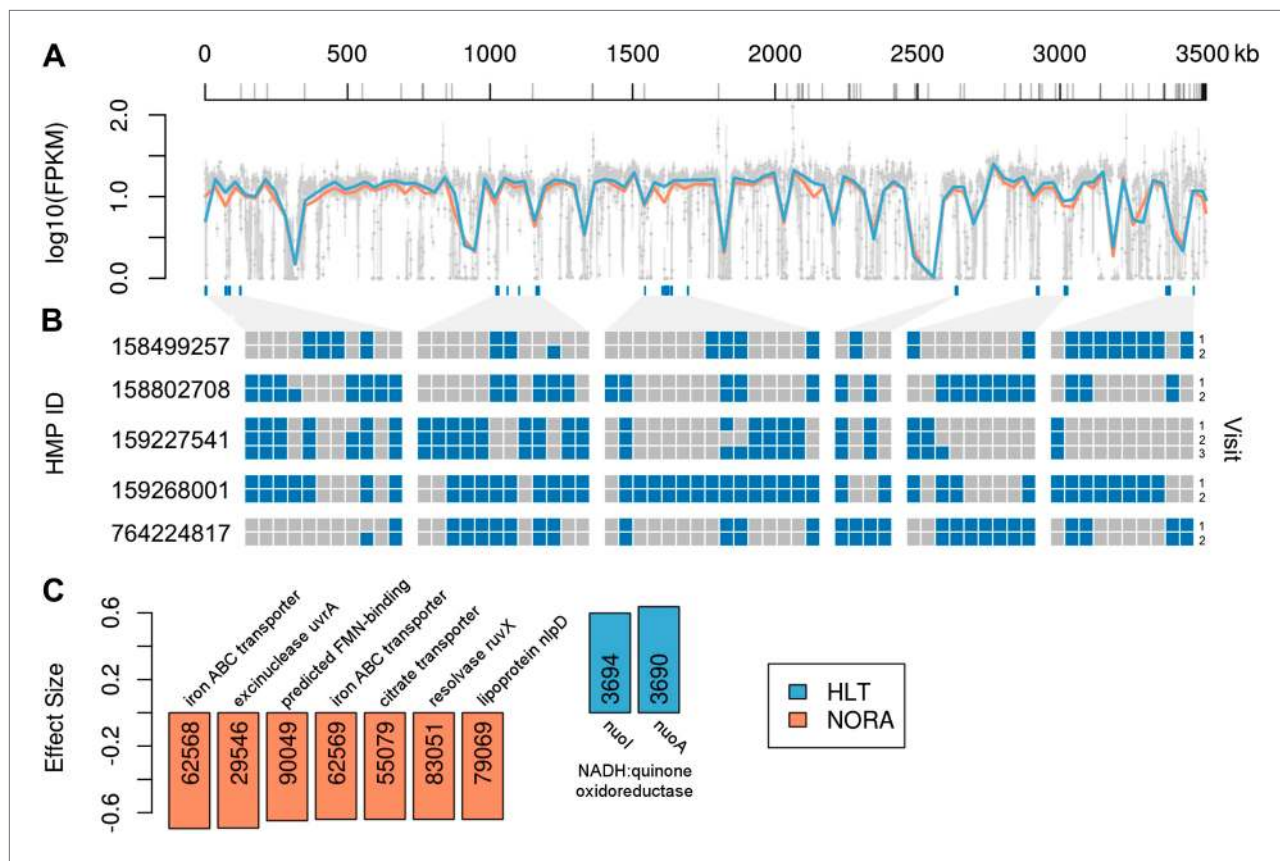 A
0 500 1000 1500 2000 2500 3000 3500 kb
log10(FPKM)
2.0
1.0
0.0
B
HMP ID
Visit
158499257 1
2
158802708 1
2
159227541 1
2
3
159268001 1
2
764224817 1
2
C
Effect Size
0.6
0.2
-0.2
-0.6
iron ABC transporter
excinuclease uvrA
predicted FMN-binding
iron ABC transporter
citrate transporter
resolvase ruvX
lipoprotein nlpD
62568
29546
90049
62569
55079
83051
79069
3694
3690
nuoI
nuoA
NADH:quinone
oxidoreductase
HLT
NORA